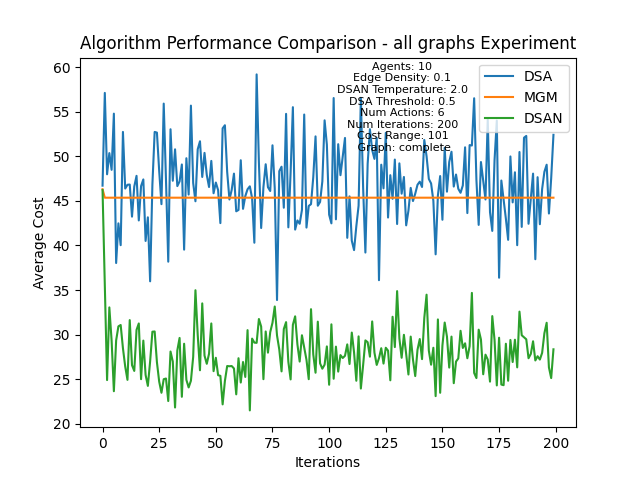 Algorithm Performance Comparison - all graphs Experiment
Agents: 10
Edge Density: 0.1
DSAN Temperature: 2.0
DSA Threshold: 0.5
Num Actions: 6
Num Iterations: 200
Cost Range: 101
Graph: complete
DSA
MGM
DSAN
60
55
50
45
40
35
30
25
20
Average Cost
0
25
50
75
100
125
150
175
200
Iterations